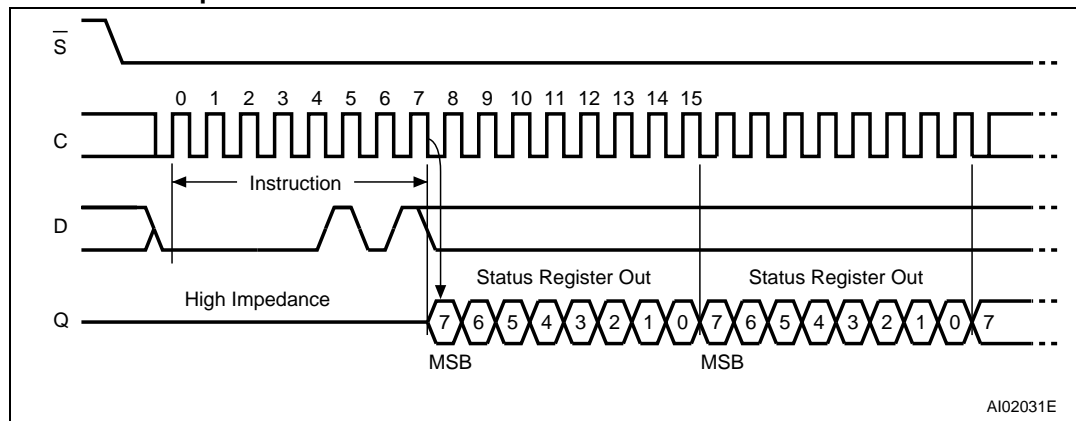 S
0 1 2 3 4 5 6 7 8 9 10 11 12 13 14 15
C
Instruction
D
Status Register Out Status Register Out
High Impedance
Q 7 6 5 4 3 2 1 0 7 6 5 4 3 2 1 0 7
MSB MSB
AI02031E